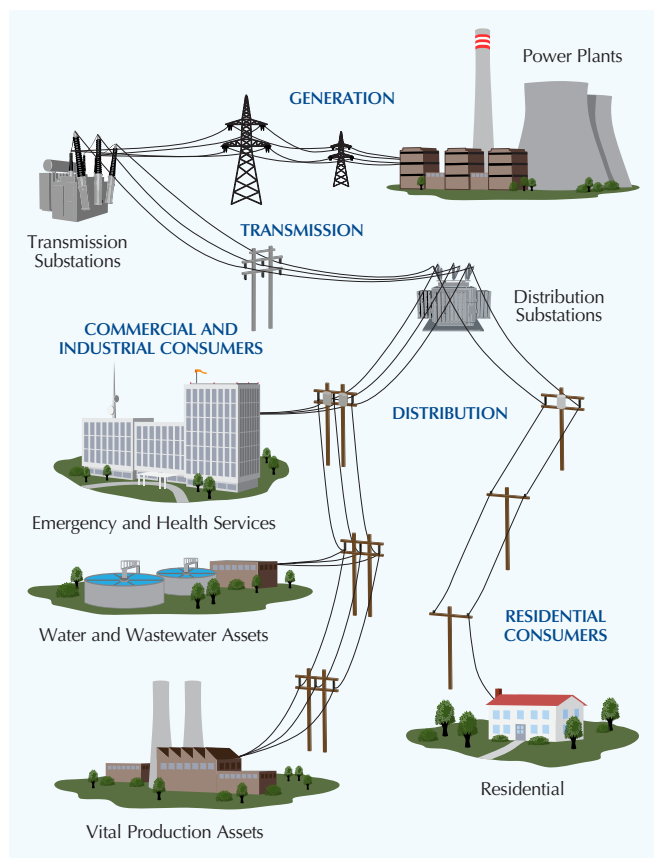 Power Plants
GENERATION
TRANSMISSION
Transmission
Substations
Distribution
Substations
COMMERCIAL AND
INDUSTRIAL CONSUMERS
DISTRIBUTION
Emergency and Health Services
Water and Wastewater Assets
RESIDENTIAL
CONSUMERS
Residential
Vital Production Assets